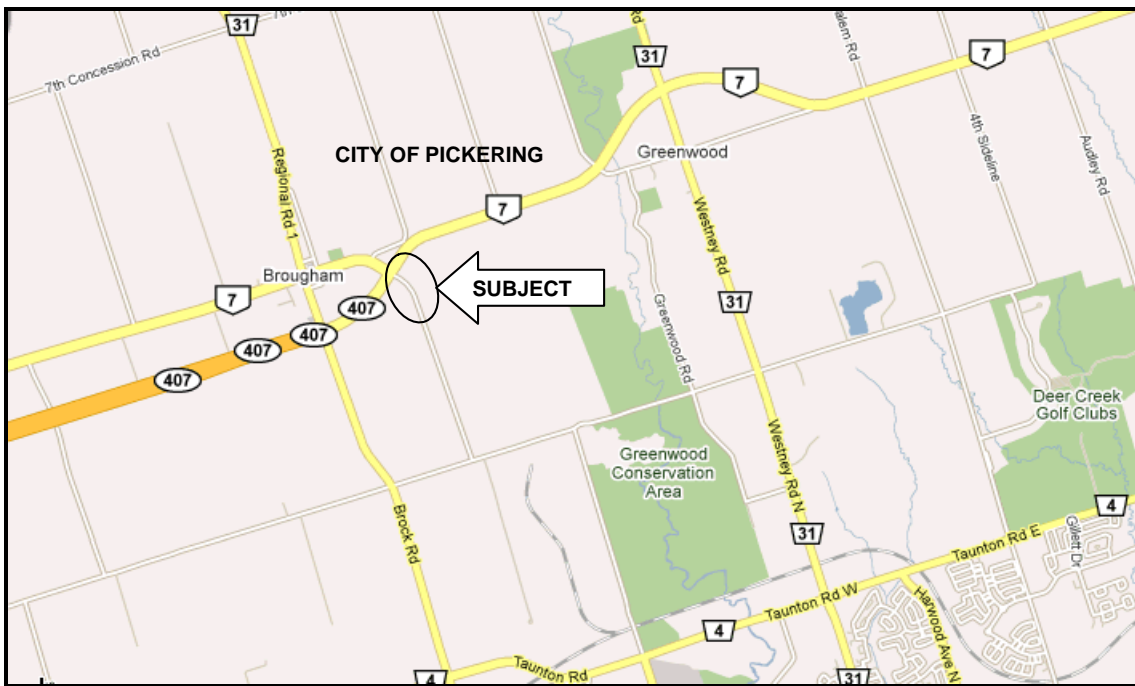 31
7th Concession Rd
Regional Rd 1
CITY OF PICKERING
Rd
31
7
7
Greenwood
alem Rd
4th Sideline
Audley Rd
7
Brougham
7
SUBJECT
407
407
407
407
Westney Rd
31
Greenwood Rd
Deer Creek
Golf Clubs
Greenwood
Conservation
Area
Westney Rd N
Brock Rd
31
4
Taunton Rd E
Gillett Dr
Taunton Rd W
Harwood Ave N
4
Taunton Rd
4
31